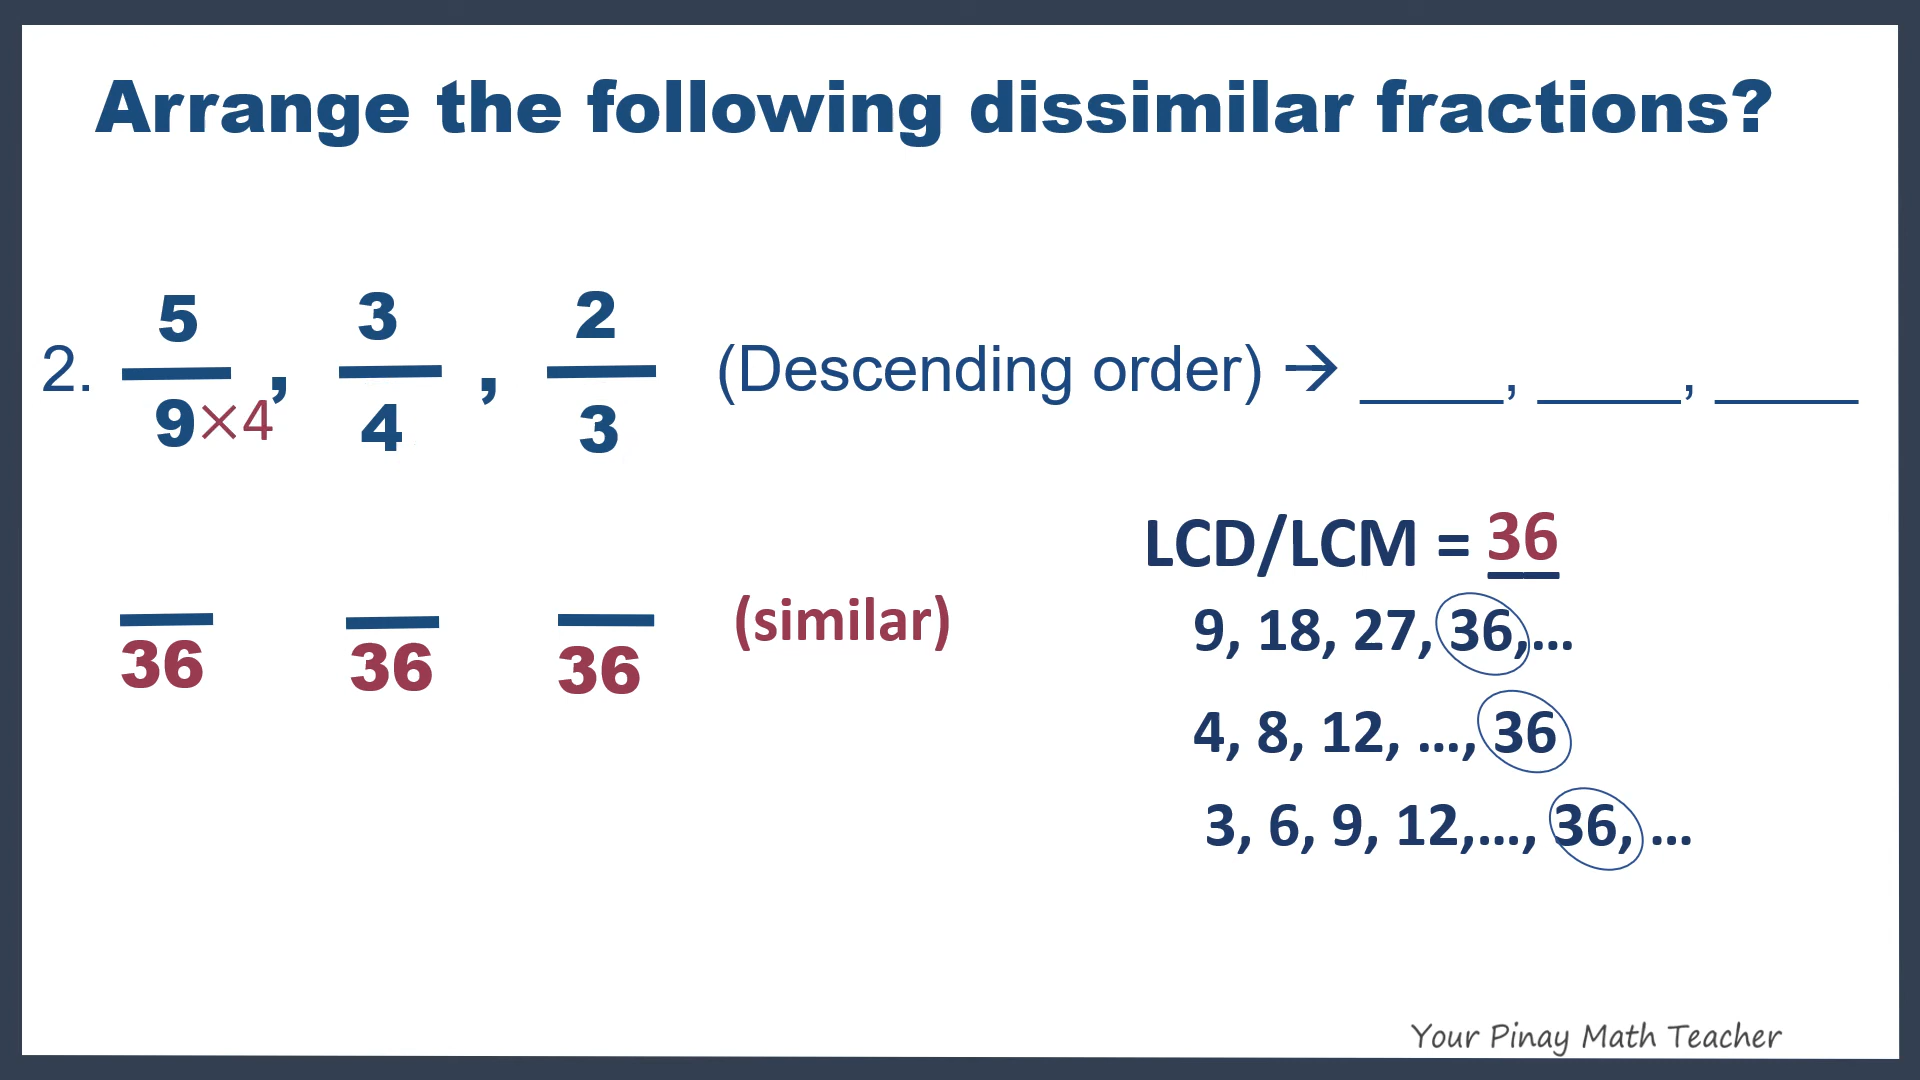 Arrange the following dissimilar fractions?
2. 5/9×4 , 3/4 , 2/3 (Descending order) → ____, ____, ____
/36 /36 /36 (similar)
LCD/LCM = 36
9, 18, 27, 36,...
4, 8, 12, ..., 36
3, 6, 9, 12,..., 36, ...
Your Pinay Math Teacher